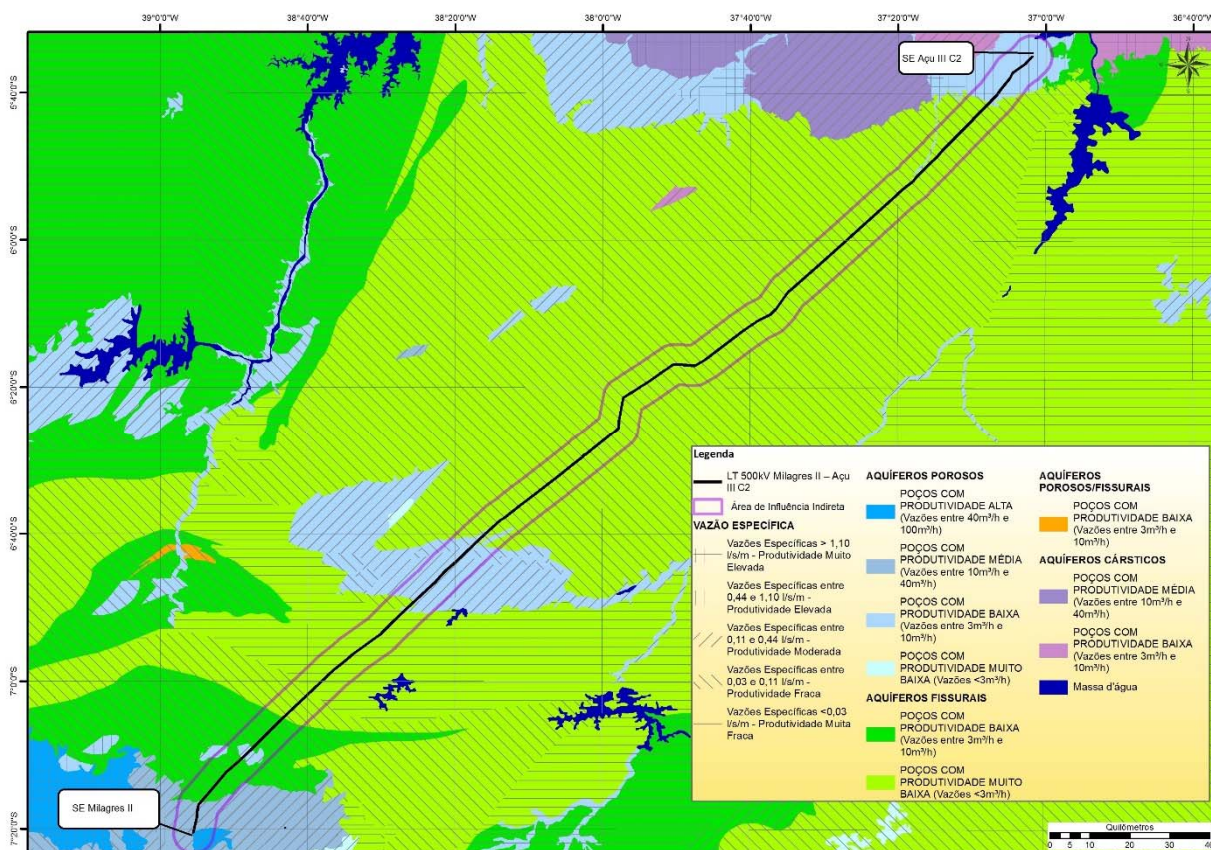 39°0'0"W
38°40'0"W
38°20'0"W
38°0'0"W
37°40'0"W
37°20'0"W
37°0'0"W
36°40'0"W
5°40'0"S
6°0'0"S
6°20'0"S
6°40'0"S
7°0'0"S
7°20'0"S
SE Açu III C2
SE Milagres II
Legenda
LT 500kV Milagres II – Açu
III C2
Área de Influência Indireta
VAZÃO ESPECÍFICA
Vazões Específicas > 1,10
l/s/m - Produtividade Muito
Elevada
Vazões Específicas entre
0,44 e 1,10 l/s/m -
Produtividade Elevada
Vazões Específicas entre
0,11 e 0,44 l/s/m -
Produtividade Moderada
Vazões Específicas entre
0,03 e 0,11 l/s/m -
Produtividade Fraca
Vazões Específicas <0,03
l/s/m - Produtividade Muita
Fraca
AQUÍFEROS POROSOS
POÇOS COM
PRODUTIVIDADE ALTA
(Vazões entre 40m³/h e
100m³/h)
POÇOS COM
PRODUTIVIDADE MÉDIA
(Vazões entre 10m³/h e
40m³/h)
POÇOS COM
PRODUTIVIDADE BAIXA
(Vazões entre 3m³/h e
10m³/h)
POÇOS COM
PRODUTIVIDADE MUITO
BAIXA (Vazões <3m³/h)
AQUÍFEROS FISSURAIS
POÇOS COM
PRODUTIVIDADE BAIXA
(Vazões entre 3m³/h e
10m³/h)
POÇOS COM
PRODUTIVIDADE MUITO
BAIXA (Vazões <3m³/h)
AQUÍFEROS
POROSOS/FISSURAIS
POÇOS COM
PRODUTIVIDADE BAIXA
(Vazões entre 3m³/h e
10m³/h)
AQUÍFEROS CÁRSTICOS
POÇOS COM
PRODUTIVIDADE MÉDIA
(Vazões entre 10m³/h e
40m³/h)
POÇOS COM
PRODUTIVIDADE BAIXA
(Vazões entre 3m³/h e
10m³/h)
Massa d'água
Quilômetros
0 5 10 20 30 40